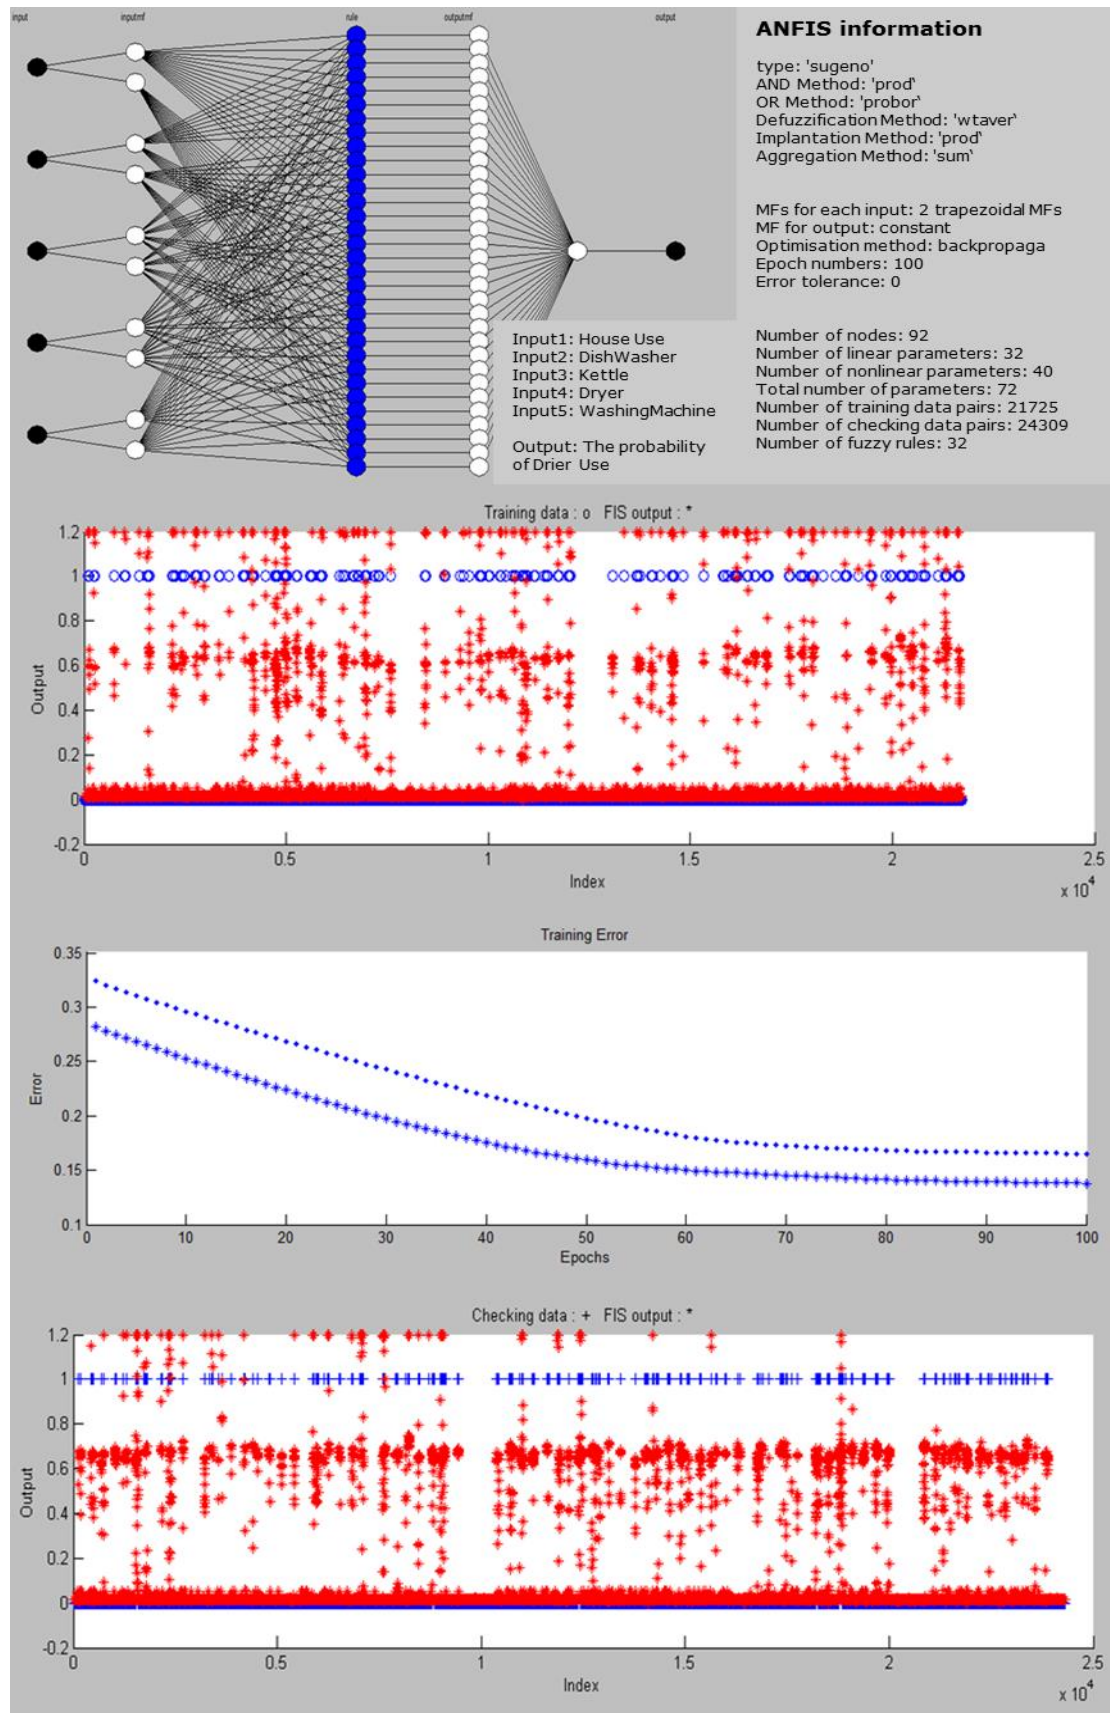 input
inputmf
rule
outputmf
output
ANFIS information
type: 'sugeno'
AND Method: 'prod‘
OR Method: 'probor‘
Defuzzification Method: 'wtaver‘
Implantation Method: 'prod‘
Aggregation Method: 'sum‘
MFs for each input: 2 trapezoidal MFs
MF for output: constant
Optimisation method: backpropaga
Epoch numbers: 100
Error tolerance: 0
Number of nodes: 92
Number of linear parameters: 32
Number of nonlinear parameters: 40
Total number of parameters: 72
Number of training data pairs: 21725
Number of checking data pairs: 24309
Number of fuzzy rules: 32
Input1: House Use
Input2: DishWasher
Input3: Kettle
Input4: Dryer
Input5: WashingMachine
Output: The probability
of Drier Use
Training data : o FIS output : *
1.2
1
0.8
0.6
0.4
0.2
0
-0.2
Output
0 0.5 1 1.5 2 2.5
Index
x 10^4
Training Error
0.35
0.3
0.25
0.2
0.15
0.1
Error
0 10 20 30 40 50 60 70 80 90 100
Epochs
Checking data : + FIS output : *
1.2
1
0.8
0.6
0.4
0.2
0
-0.2
Output
0 0.5 1 1.5 2 2.5
Index
x 10^4